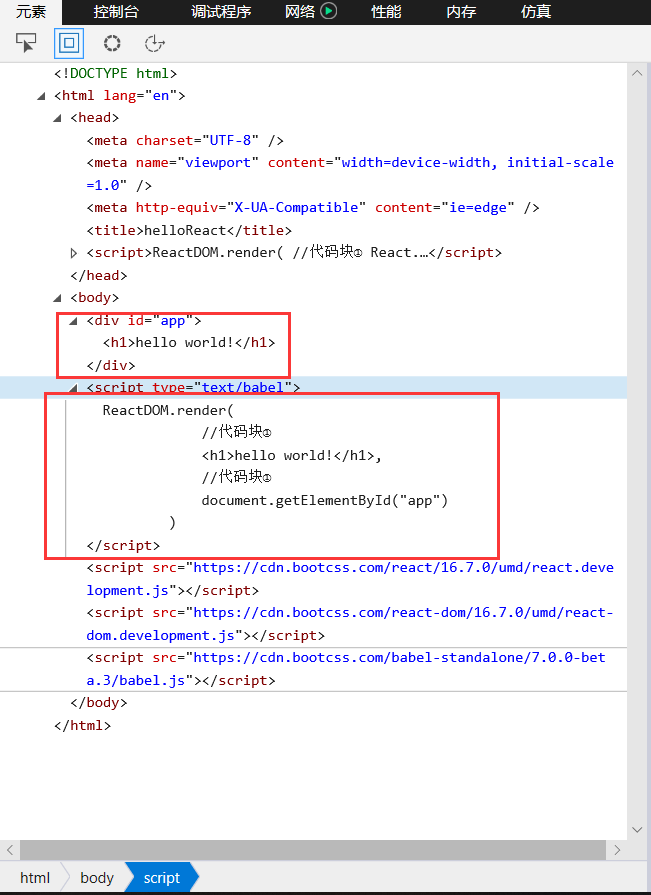 元素 控制台 调试程序 网络 性能 内存 仿真
<!DOCTYPE html>
<html lang="en">
<head>
<meta charset="UTF-8" />
<meta name="viewport" content="width=device-width, initial-scale
=1.0" />
<meta http-equiv="X-UA-Compatible" content="ie=edge" />
<title>helloReact</title>
<script>ReactDOM.render( //代码块① React.…</script>
</head>
<body>
<div id="app">
<h1>hello world!</h1>
</div>
<script type="text/babel">
ReactDOM.render(
//代码块①
<h1>hello world!</h1>,
//代码块①
document.getElementById("app")
)
</script>
<script src="https://cdn.bootcss.com/react/16.7.0/umd/react.deve
lopment.js"></script>
<script src="https://cdn.bootcss.com/react-dom/16.7.0/umd/react-
dom.development.js"></script>
<script src="https://cdn.bootcss.com/babel-standalone/7.0.0-bet
a.3/babel.js"></script>
</body>
</html>
html body script